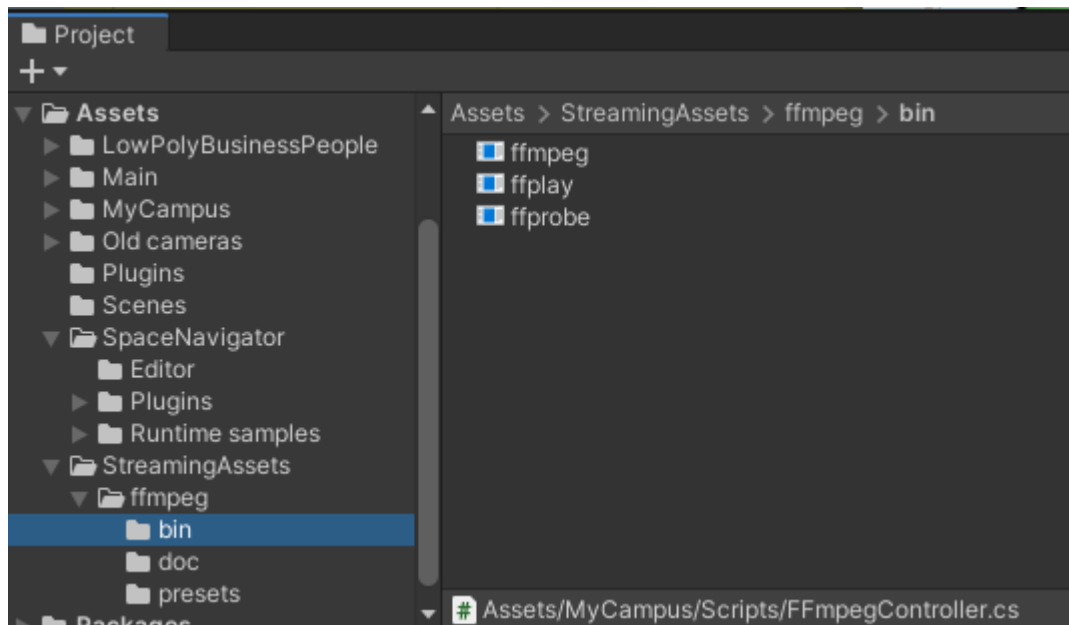 Project
Assets
LowPolyBusinessPeople
Main
MyCampus
Old cameras
Plugins
Scenes
SpaceNavigator
Editor
Plugins
Runtime samples
StreamingAssets
ffmpeg
bin
doc
presets
Packages
Assets > StreamingAssets > ffmpeg > bin
ffmpeg
ffplay
ffprobe
# Assets/MyCampus/Scripts/FFmpegController.cs